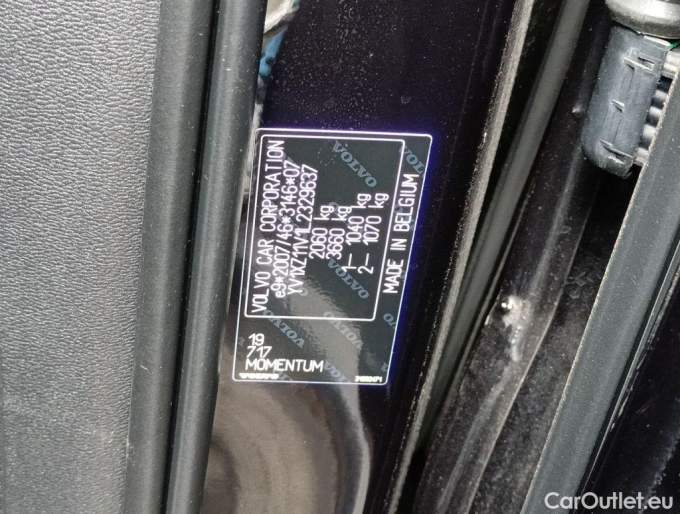 VOLVO CAR CORPORATION
e9*2007/46*3146*07
YV1XZ11V1L2329637
2060 kg
3660 kg
1- 1040 kg
2- 1070 kg
MADE IN BELGIUM
19
717
MOMENTUM
VOLVO
CarOutlet.eu